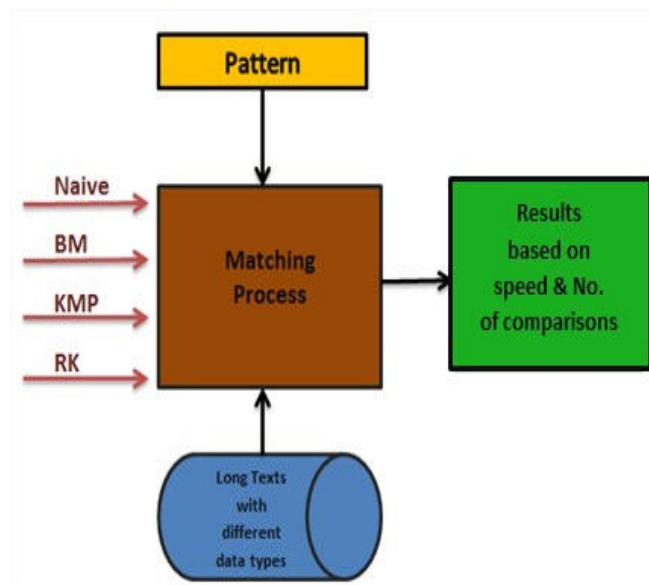 Pattern
Naive
BM
KMP
RK
Matching
Process
Results
based on
speed & No.
of comparisons
Long Texts
with
different
data types